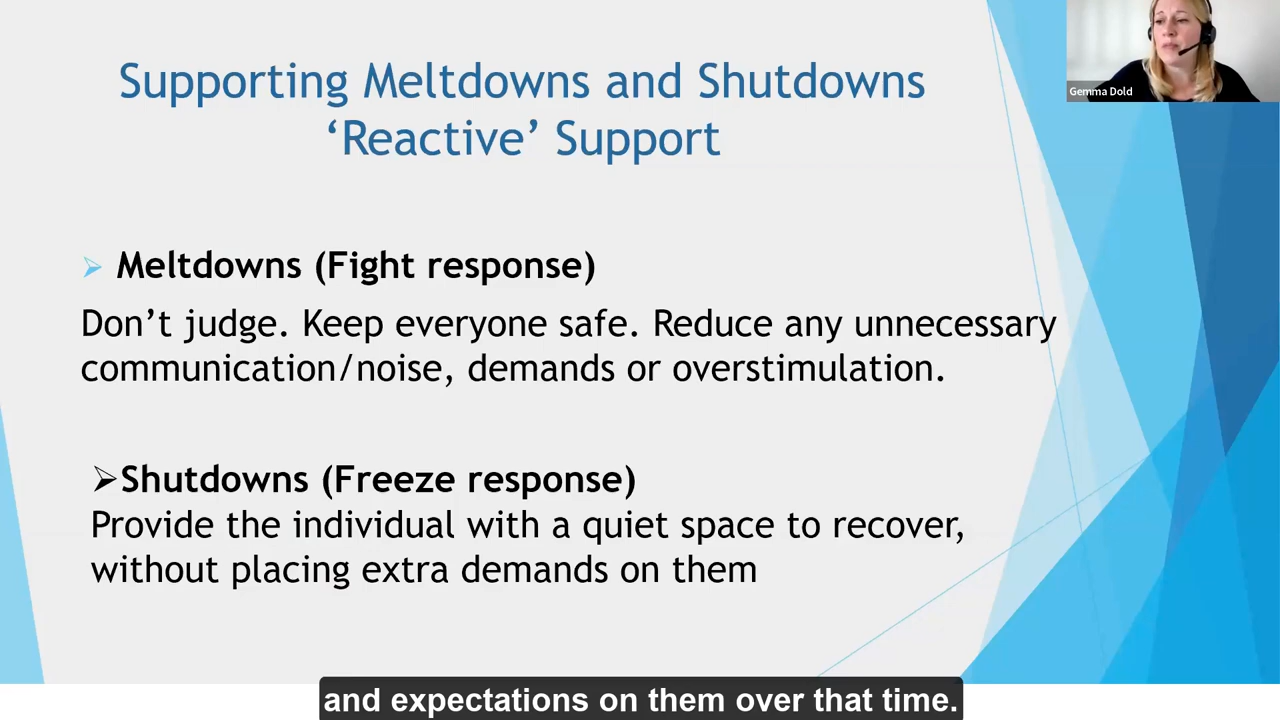 Supporting Meltdowns and Shutdowns
‘Reactive’ Support
Gemma Dold
Meltdowns (Fight response)
Don’t judge. Keep everyone safe. Reduce any unnecessary
communication/noise, demands or overstimulation.
Shutdowns (Freeze response)
Provide the individual with a quiet space to recover,
without placing extra demands on them
and expectations on them over that time.